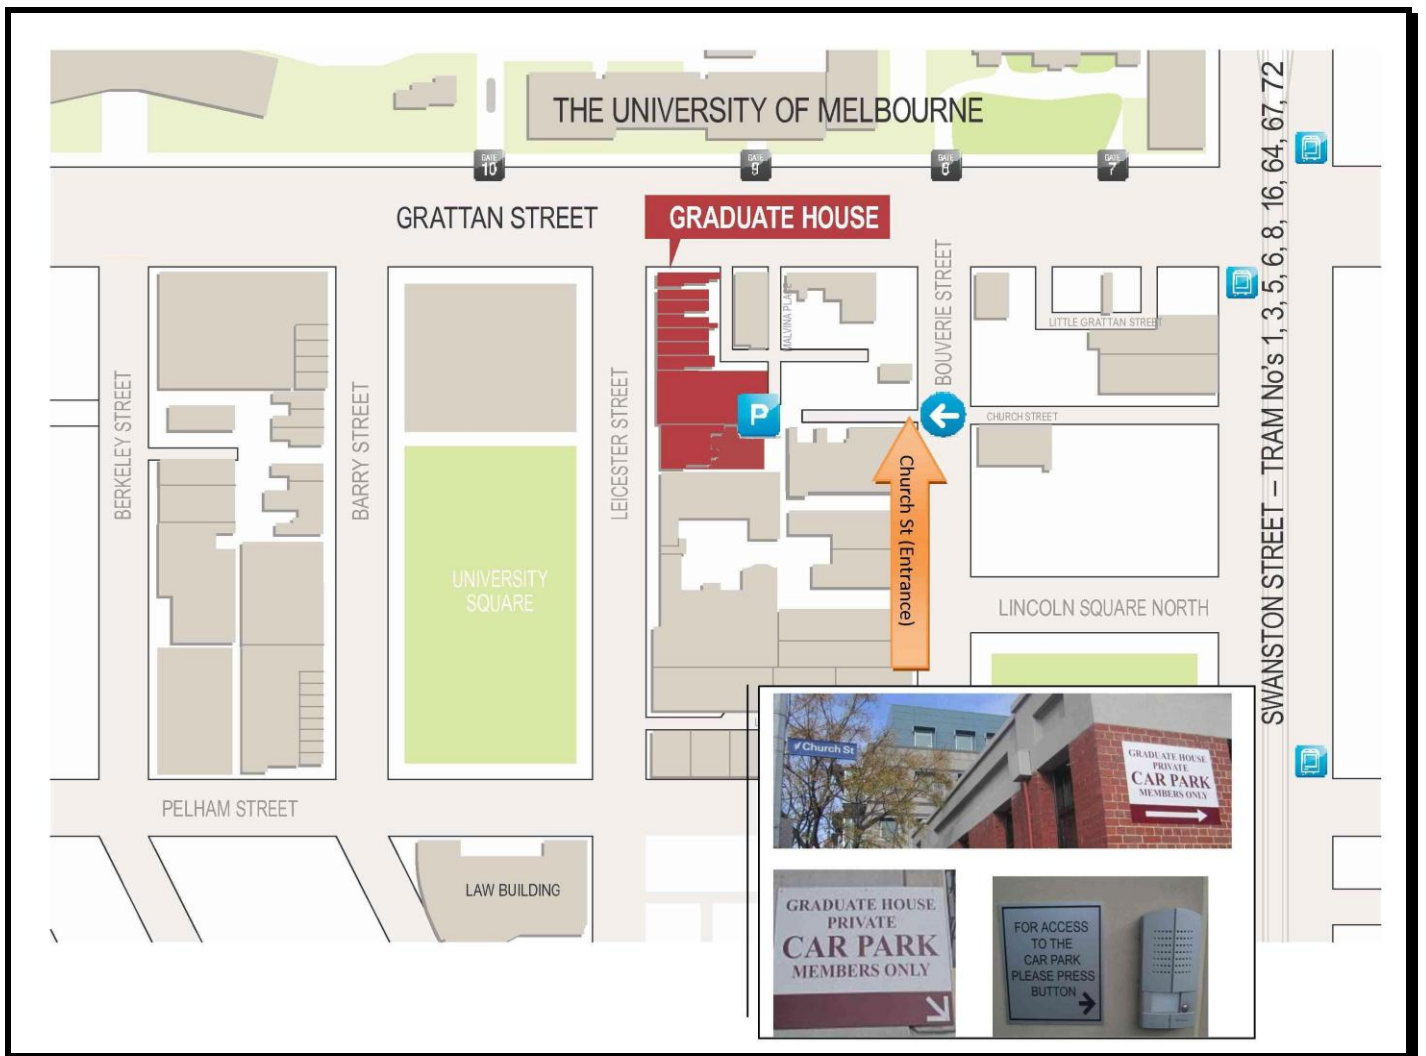 THE UNIVERSITY OF MELBOURNE
GATE
10
GATE
9
GATE
8
GATE
7
GRATTAN STREET
GRADUATE HOUSE
SWANSTON STREET – TRAM No's 1, 3, 5, 6, 8, 16, 64, 67, 72
BERKELEY STREET
BARRY STREET
LEICESTER STREET
MALVINA PLACE
BOUVERIE STREET
LITTLE GRATTAN STREET
P
CHURCH STREET
Church St (Entrance)
UNIVERSITY
SQUARE
LINCOLN SQUARE NORTH
PELHAM STREET
LAW BUILDING
Church St
GRADUATE HOUSE
PRIVATE
CAR PARK
MEMBERS ONLY
GRADUATE HOUSE
PRIVATE
CAR PARK
MEMBERS ONLY
FOR ACCESS
TO THE
CAR PARK
PLEASE PRESS
BUTTON